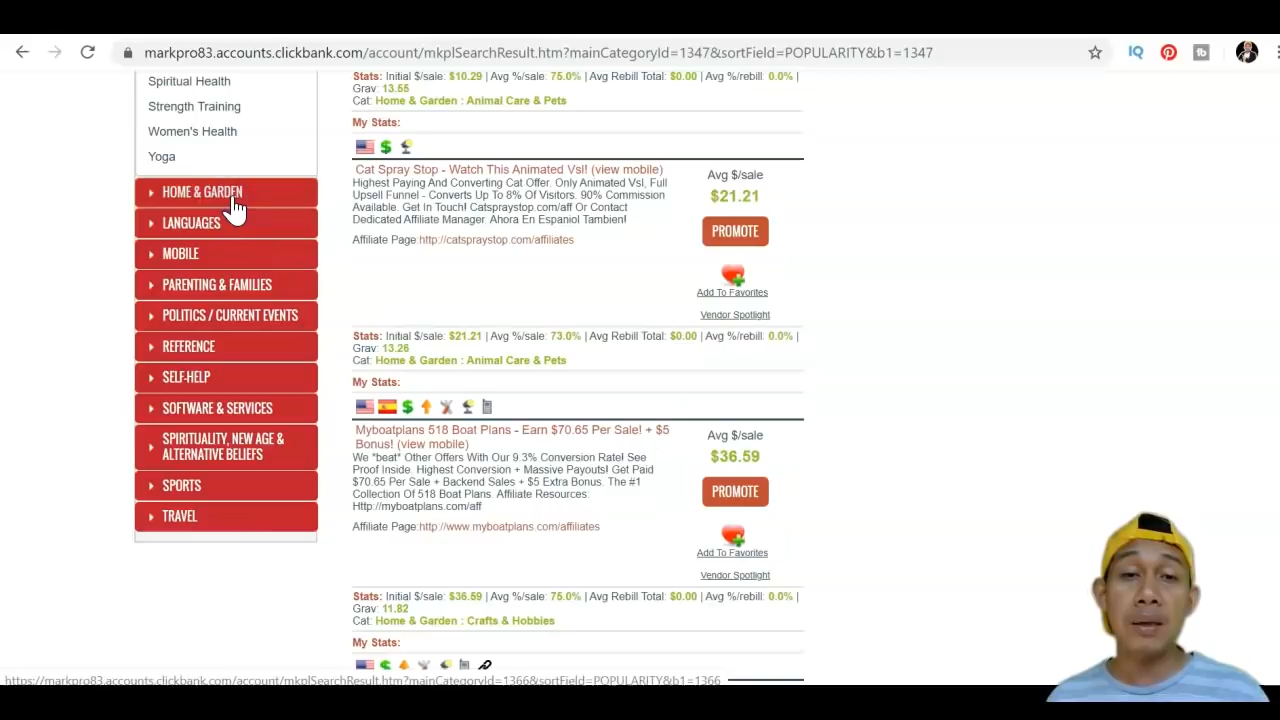 markpro83.accounts.clickbank.com/account/mkplSearchResult.htm?mainCategoryId=1347&sortField=POPULARITY&b1=1347
Spiritual Health
Strength Training
Women's Health
Yoga
HOME & GARDEN
LANGUAGES
MOBILE
PARENTING & FAMILIES
POLITICS / CURRENT EVENTS
REFERENCE
SELF-HELP
SOFTWARE & SERVICES
SPIRITUALITY, NEW AGE &
ALTERNATIVE BELIEFS
SPORTS
TRAVEL
Stats: Initial $/sale: $10.29 | Avg %/sale: 75.0% | Avg Rebill Total: $0.00 | Avg %/rebill: 0.0% |
Grav: 13.55
Cat: Home & Garden : Animal Care & Pets
My Stats:
Cat Spray Stop - Watch This Animated Vsl! (view mobile)
Highest Paying And Converting Cat Offer. Only Animated Vsl, Full
Upsell Funnel - Converts Up To 8% Of Visitors. 90% Commission
Available. Get In Touch! Catspraystop.com/aff Or Contact
Dedicated Affiliate Manager. Ahora En Espaniol Tambien!
Affiliate Page:http://catspraystop.com/affiliates
Avg $/sale
$21.21
PROMOTE
Add To Favorites
Vendor Spotlight
Stats: Initial $/sale: $21.21 | Avg %/sale: 73.0% | Avg Rebill Total: $0.00 | Avg %/rebill: 0.0% |
Grav: 13.26
Cat: Home & Garden : Animal Care & Pets
My Stats:
Myboatplans 518 Boat Plans - Earn $70.65 Per Sale! + $5
Bonus! (view mobile)
We *beat* Other Offers With Our 9.3% Conversion Rate! See
Proof Inside. Highest Conversion + Massive Payouts! Get Paid
$70.65 Per Sale + Backend Sales + $5 Extra Bonus. The #1
Collection Of 518 Boat Plans. Affiliate Resources:
Http://myboatplans.com/aff
Affiliate Page:http://www.myboatplans.com/affiliates
Avg $/sale
$36.59
PROMOTE
Add To Favorites
Vendor Spotlight
Stats: Initial $/sale: $36.59 | Avg %/sale: 75.0% | Avg Rebill Total: $0.00 | Avg %/rebill: 0.0% |
Grav: 11.82
Cat: Home & Garden : Crafts & Hobbies
My Stats:
https://markpro83.accounts.clickbank.com/account/mkplSearchResult.htm?mainCategoryId=1366&sortField=POPULARITY&b1=1366
IQ
fb